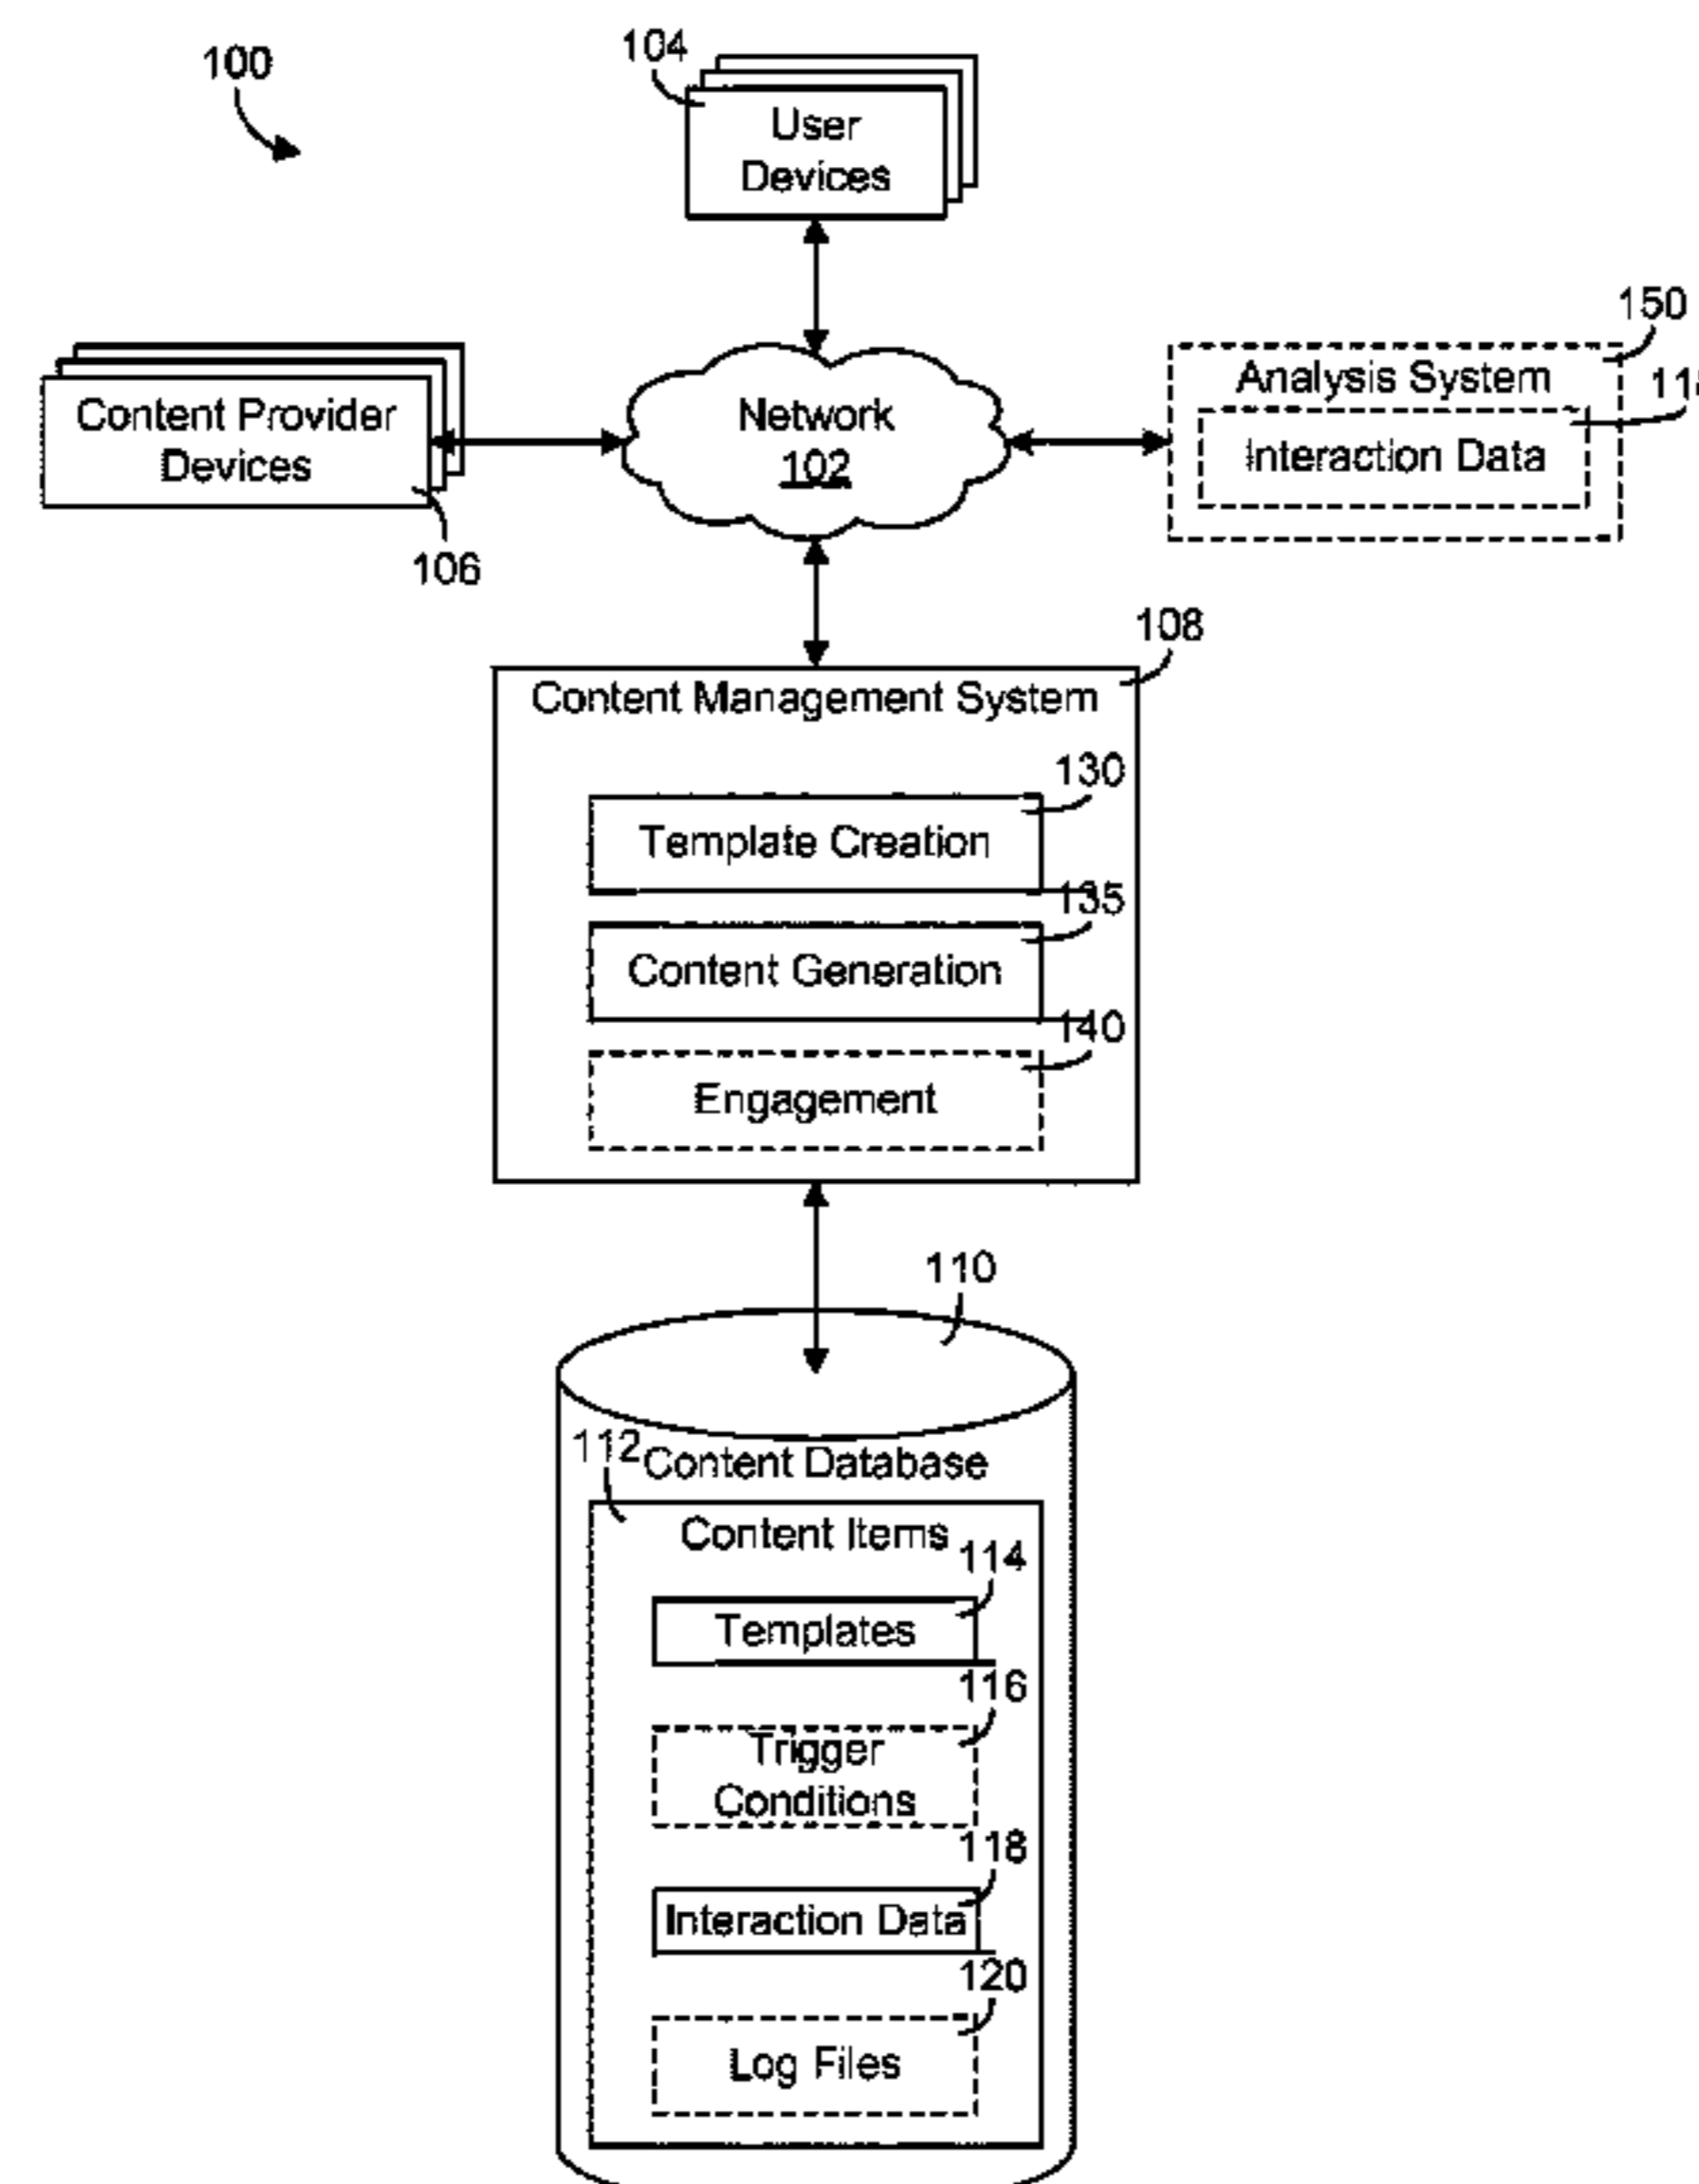 100
104
User
Devices
150
Analysis System
Interaction Data
Content Provider
Devices
106
Network
102
108
Content Management System
130
Template Creation
135
Content Generation
140
Engagement
110
112
Content Database
Content Items
114
Templates
116
Trigger
Conditions
118
Interaction Data
120
Log Files